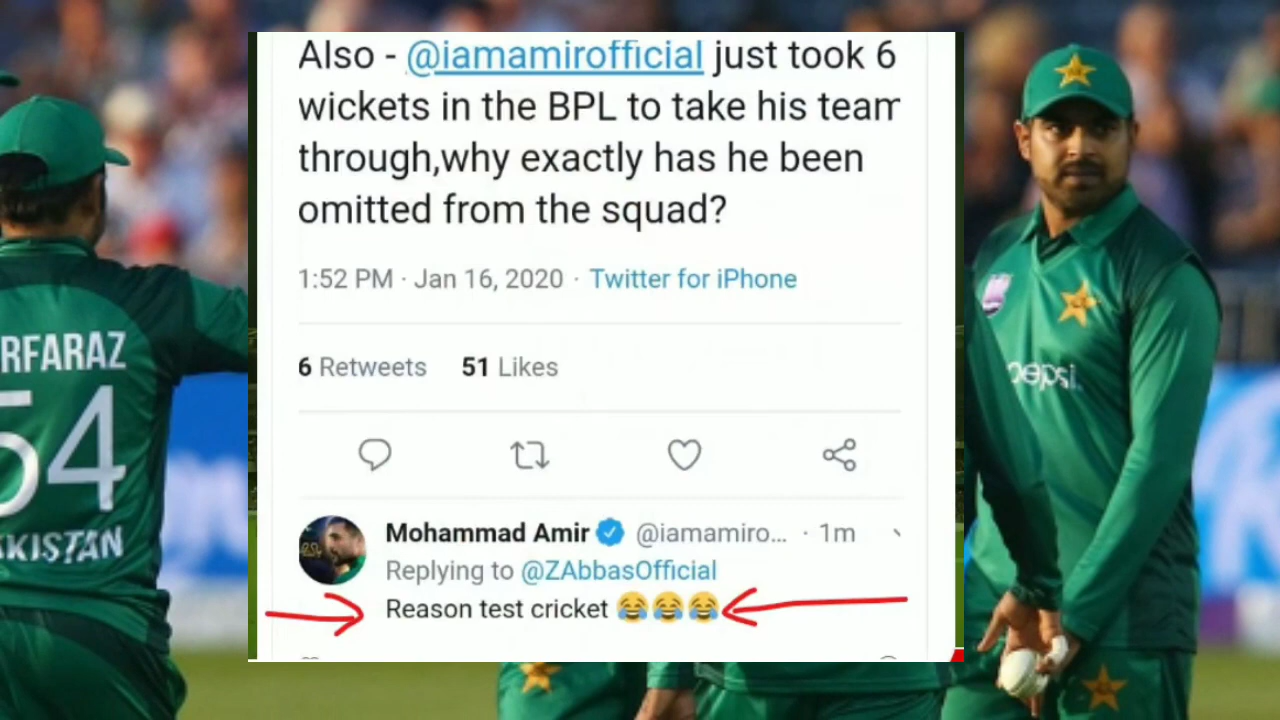 Also - @iamamirofficial just took 6
wickets in the BPL to take his team
through,why exactly has he been
omitted from the squad?
1:52 PM · Jan 16, 2020 · Twitter for iPhone
6 Retweets 51 Likes
Mohammad Amir @iamamiro... · 1m
Replying to @ZAbbasOfficial
Reason test cricket 😂😂😂
RFARAZ
54
KISTAN
pepsi